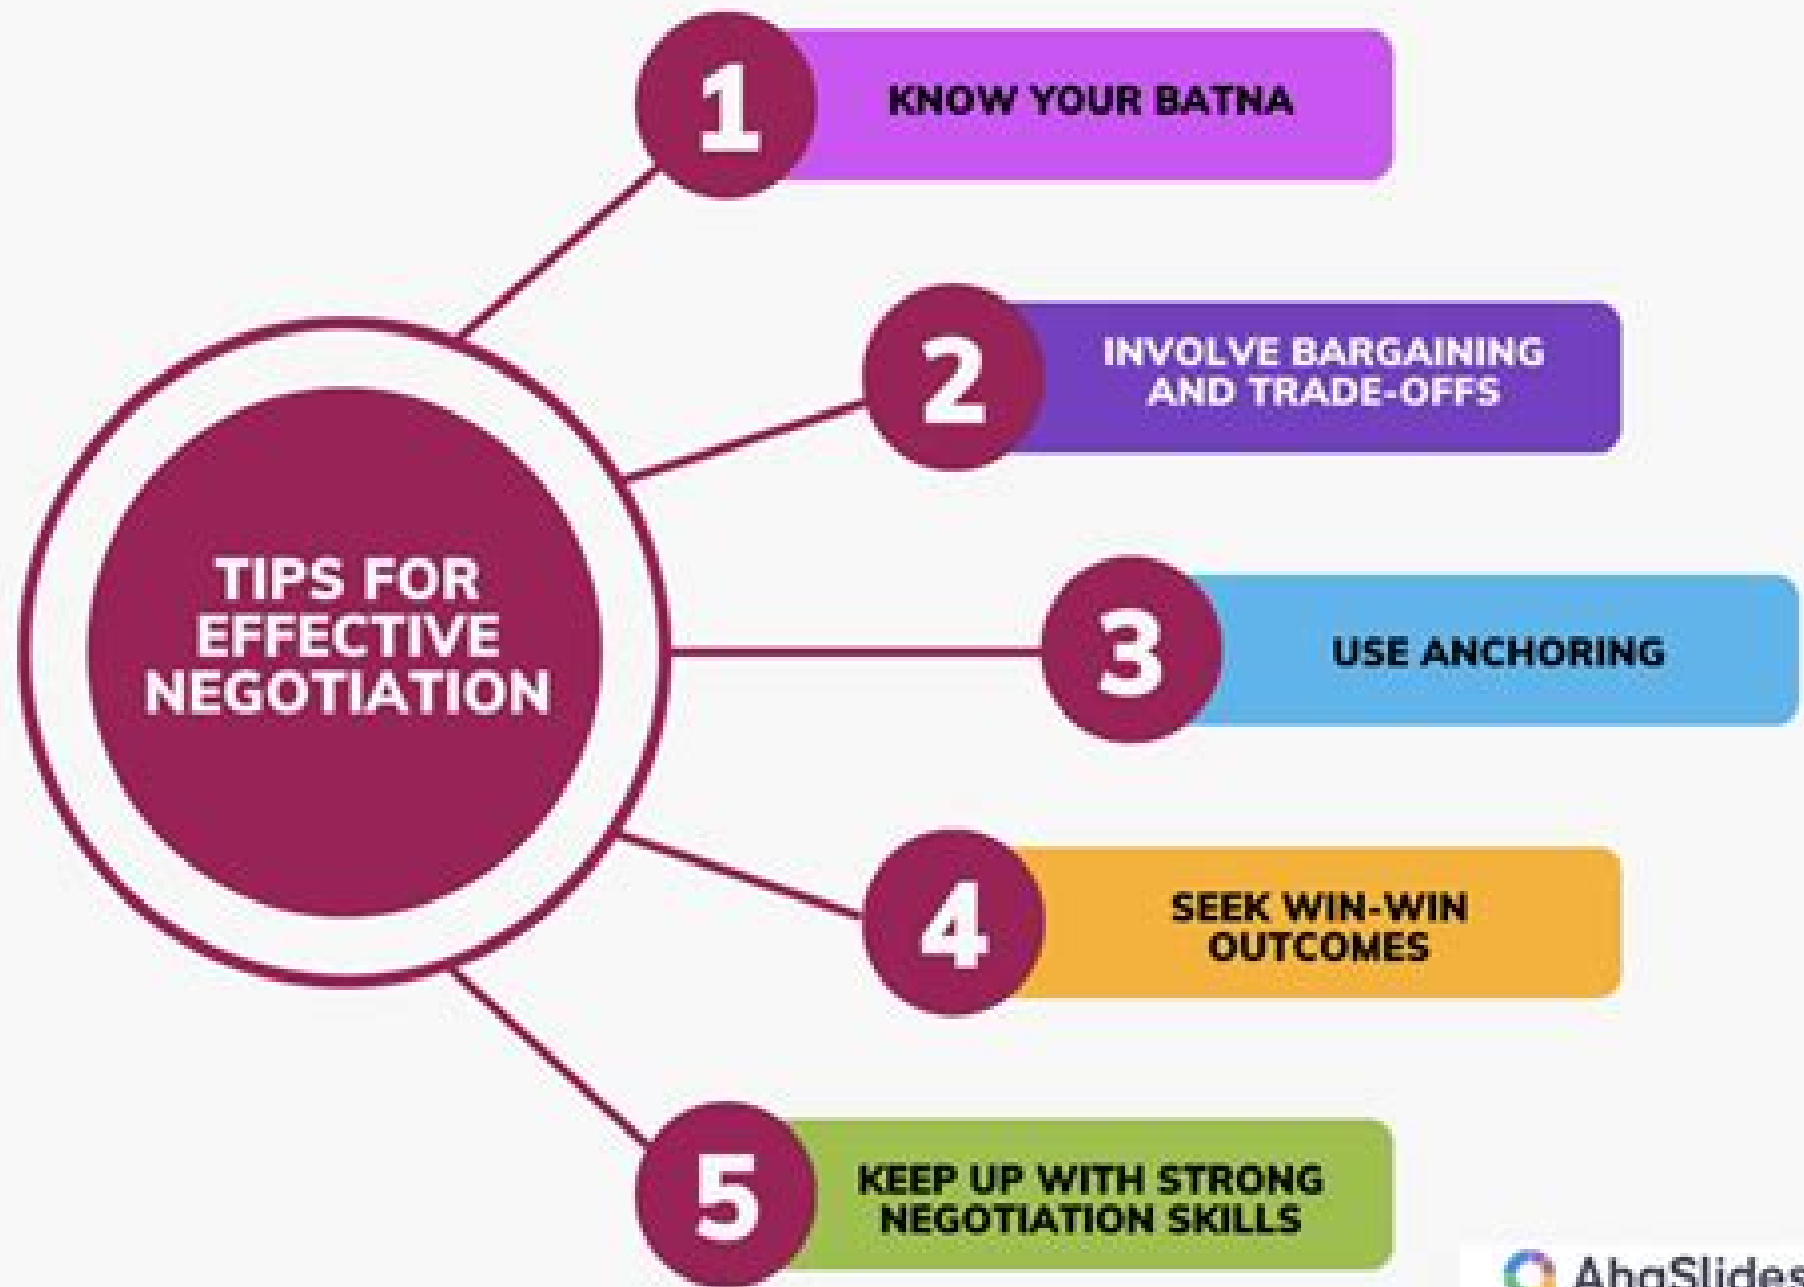 1
KNOW YOUR BATNA
2
INVOLVE BARGAINING
AND TRADE-OFFS
TIPS FOR
EFFECTIVE
NEGOTIATION
3
USE ANCHORING
4
SEEK WIN-WIN
OUTCOMES
5
KEEP UP WITH STRONG
NEGOTIATION SKILLS
AhaSlides